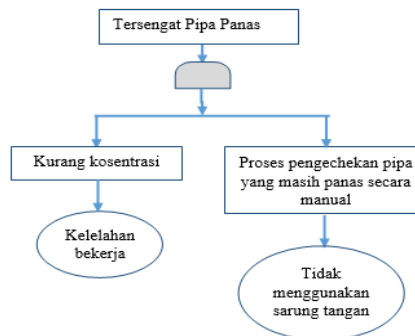 Tersengat Pipa Panas
Kurang kosentrasi
Proses pengechekan pipa
yang masih panas secara
manual
Kelelahan
bekerja
Tidak
menggunakan
sarung tangan